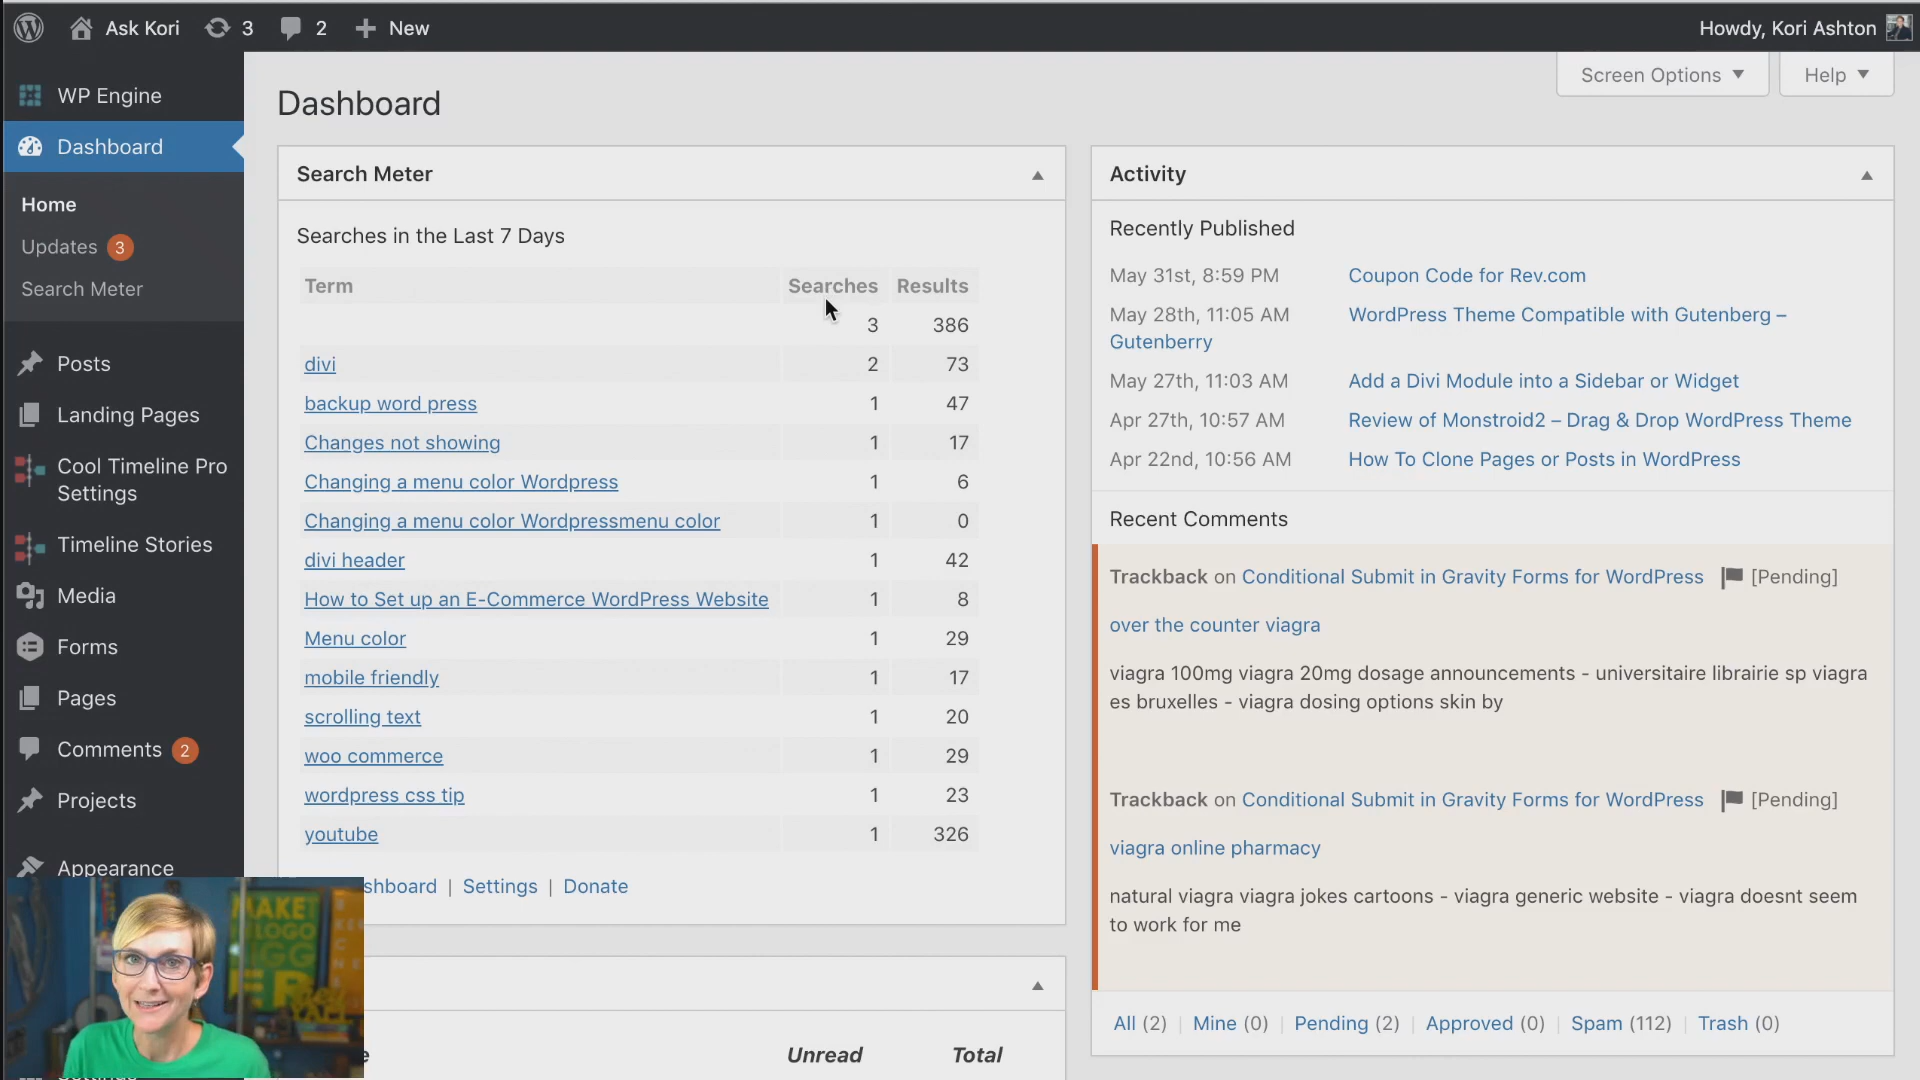 Ask Kori 3 2 New
Howdy, Kori Ashton
WP Engine
Dashboard
Home
Updates 3
Search Meter
Posts
Landing Pages
Cool Timeline Pro
Settings
Timeline Stories
Media
Forms
Pages
Comments 2
Projects
Appearance
Screen Options
Help
Dashboard
Search Meter
Searches in the Last 7 Days
Term Searches Results
3 386
divi 2 73
backup word press 1 47
Changes not showing 1 17
Changing a menu color Wordpress 1 6
Changing a menu color Wordpressmenu color 1 0
divi header 1 42
How to Set up an E-Commerce WordPress Website 1 8
Menu color 1 29
mobile friendly 1 17
scrolling text 1 20
woo commerce 1 29
wordpress css tip 1 23
youtube 1 326
shboard | Settings | Donate
Unread Total
Activity
Recently Published
May 31st, 8:59 PM Coupon Code for Rev.com
May 28th, 11:05 AM WordPress Theme Compatible with Gutenberg –
Gutenberry
May 27th, 11:03 AM Add a Divi Module into a Sidebar or Widget
Apr 27th, 10:57 AM Review of Monstroid2 – Drag & Drop WordPress Theme
Apr 22nd, 10:56 AM How To Clone Pages or Posts in WordPress
Recent Comments
Trackback on Conditional Submit in Gravity Forms for WordPress [Pending]
over the counter viagra
viagra 100mg viagra 20mg dosage announcements - universitaire librairie sp viagra
es bruxelles - viagra dosing options skin by
Trackback on Conditional Submit in Gravity Forms for WordPress [Pending]
viagra online pharmacy
natural viagra viagra jokes cartoons - viagra generic website - viagra doesnt seem
to work for me
All (2) | Mine (0) | Pending (2) | Approved (0) | Spam (112) | Trash (0)
MAKE
LOGO